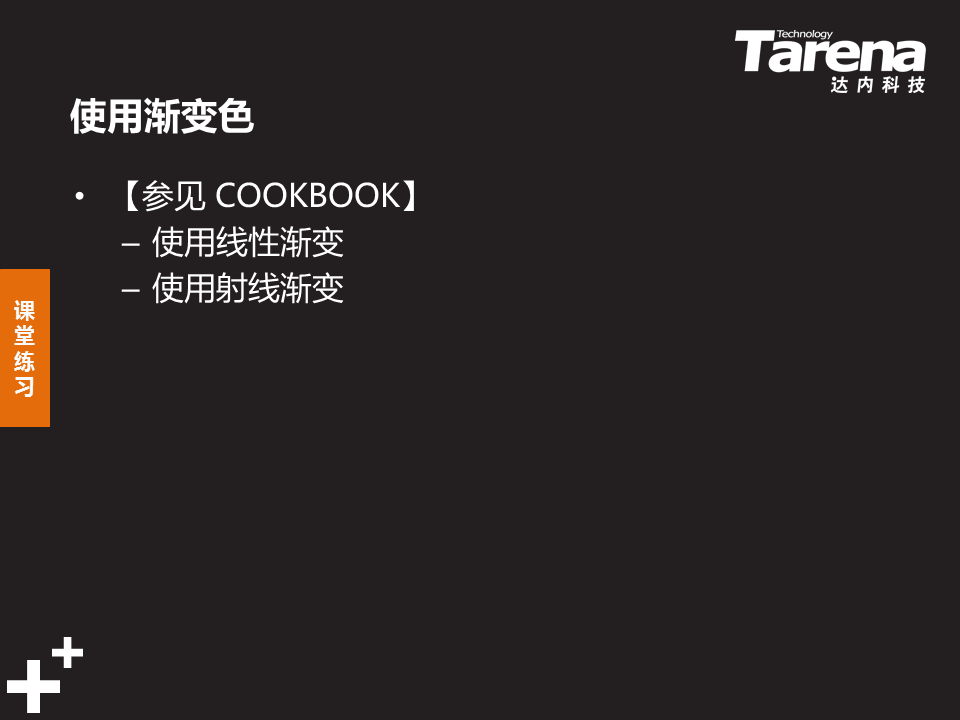 Technology
Tarena
达内科技
使用渐变色
• 【参见 COOKBOOK】
– 使用线性渐变
– 使用射线渐变
课
堂
练
习